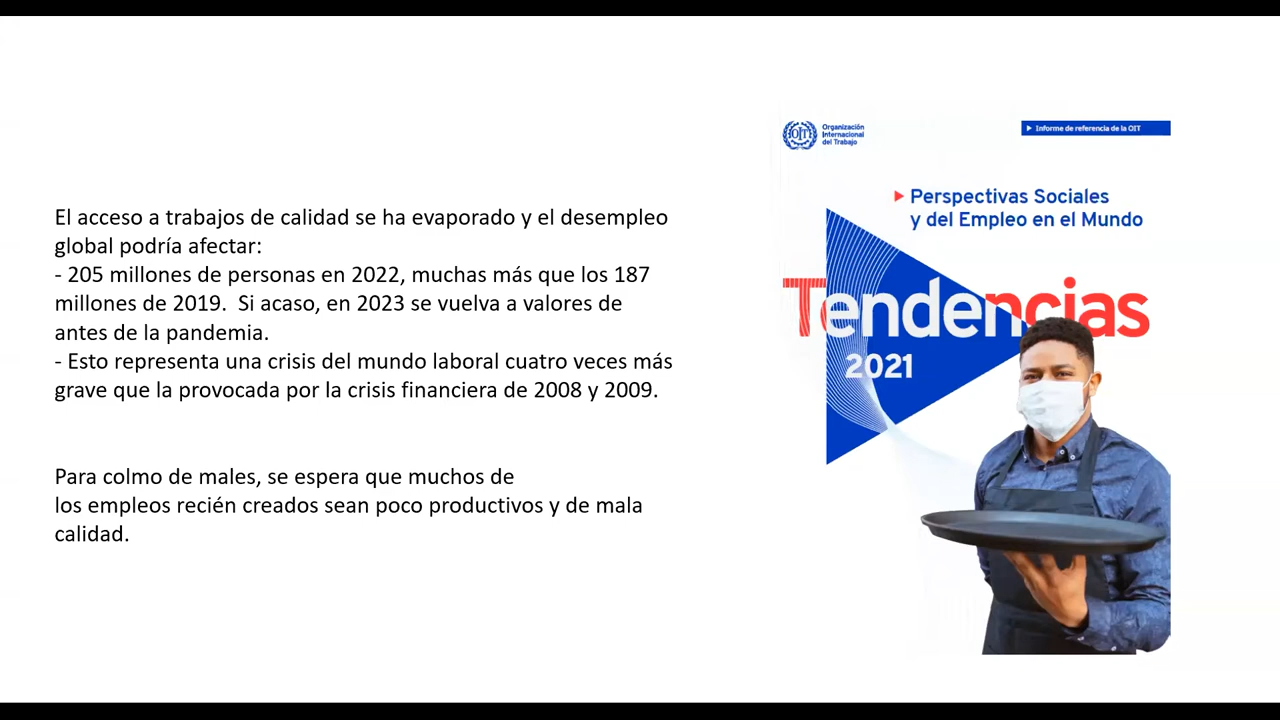 El acceso a trabajos de calidad se ha evaporado y el desempleo
global podría afectar:
- 205 millones de personas en 2022, muchas más que los 187
millones de 2019.  Si acaso, en 2023 se vuelva a valores de
antes de la pandemia.
- Esto representa una crisis del mundo laboral cuatro veces más
grave que la provocada por la crisis financiera de 2008 y 2009.
Para colmo de males, se espera que muchos de
los empleos recién creados sean poco productivos y de mala
calidad.
OIT
Organización
Internacional
del Trabajo
Informe de referencia de la OIT
Perspectivas Sociales
y del Empleo en el Mundo
Tendencias
2021